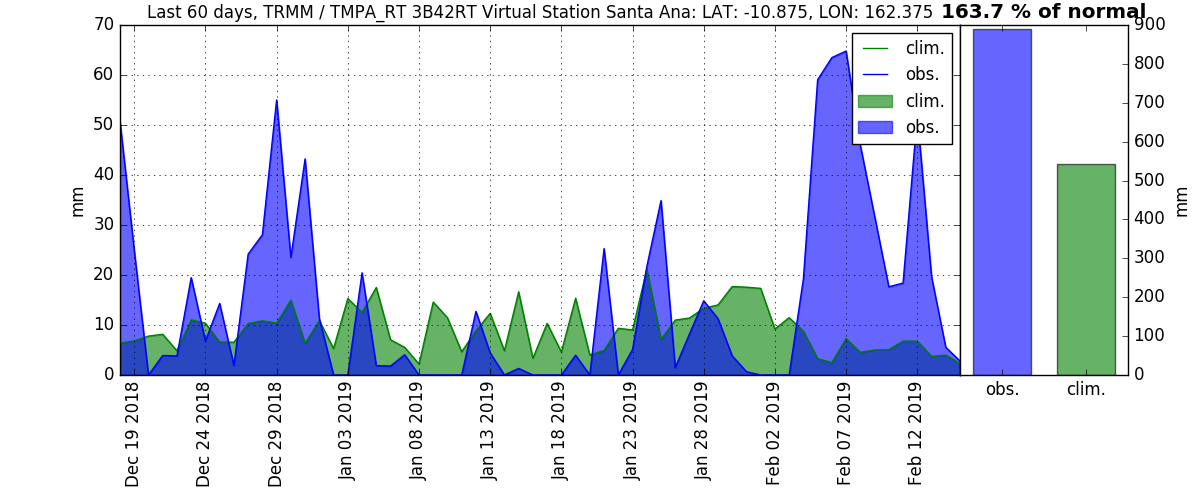 Last 60 days, TRMM / TMPA_RT 3B42RT Virtual Station Santa Ana: LAT: -10.875, LON: 162.375 163.7 % of normal
70
60
50
40
30
20
10
0
mm
clim.
obs.
clim.
obs.
900
800
700
600
500
400
300
200
100
0
mm
obs. clim.
Dec 19 2018
Dec 24 2018
Dec 29 2018
Jan 03 2019
Jan 08 2019
Jan 13 2019
Jan 18 2019
Jan 23 2019
Jan 28 2019
Feb 02 2019
Feb 07 2019
Feb 12 2019